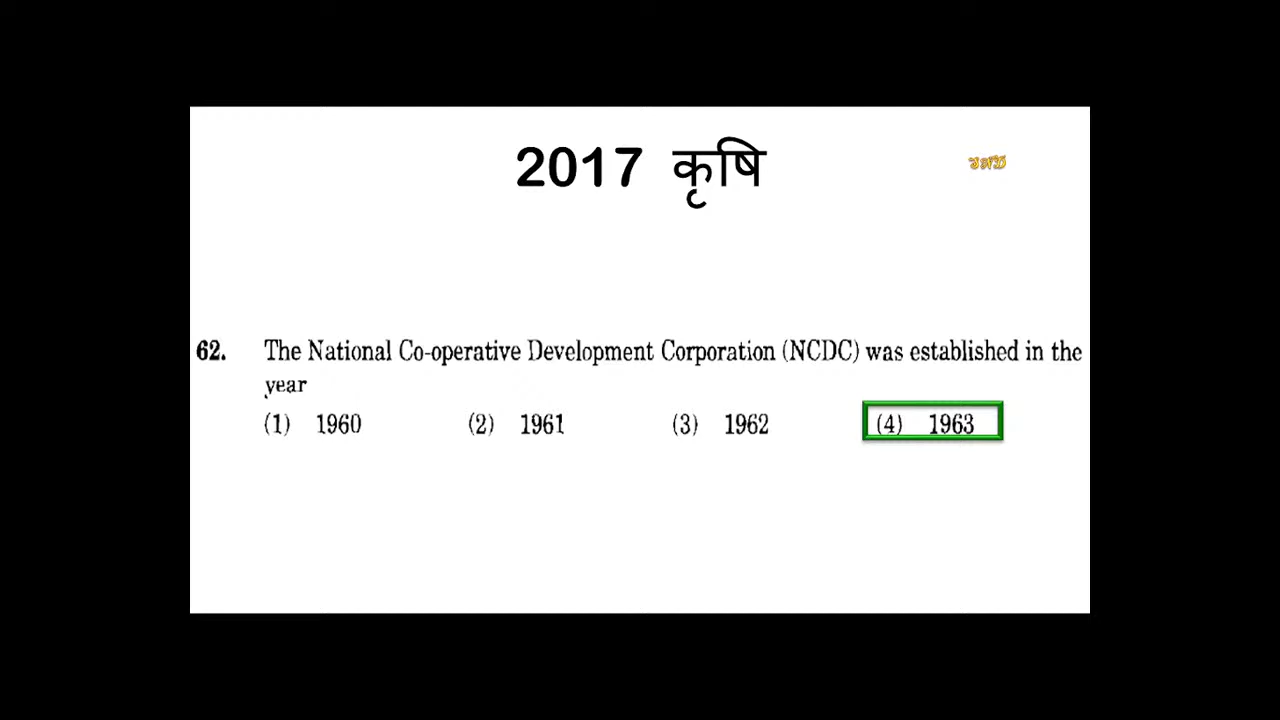 2017 कृषि
62. The National Co-operative Development Corporation (NCDC) was established in the
year
(1) 1960 (2) 1961 (3) 1962 (4) 1963